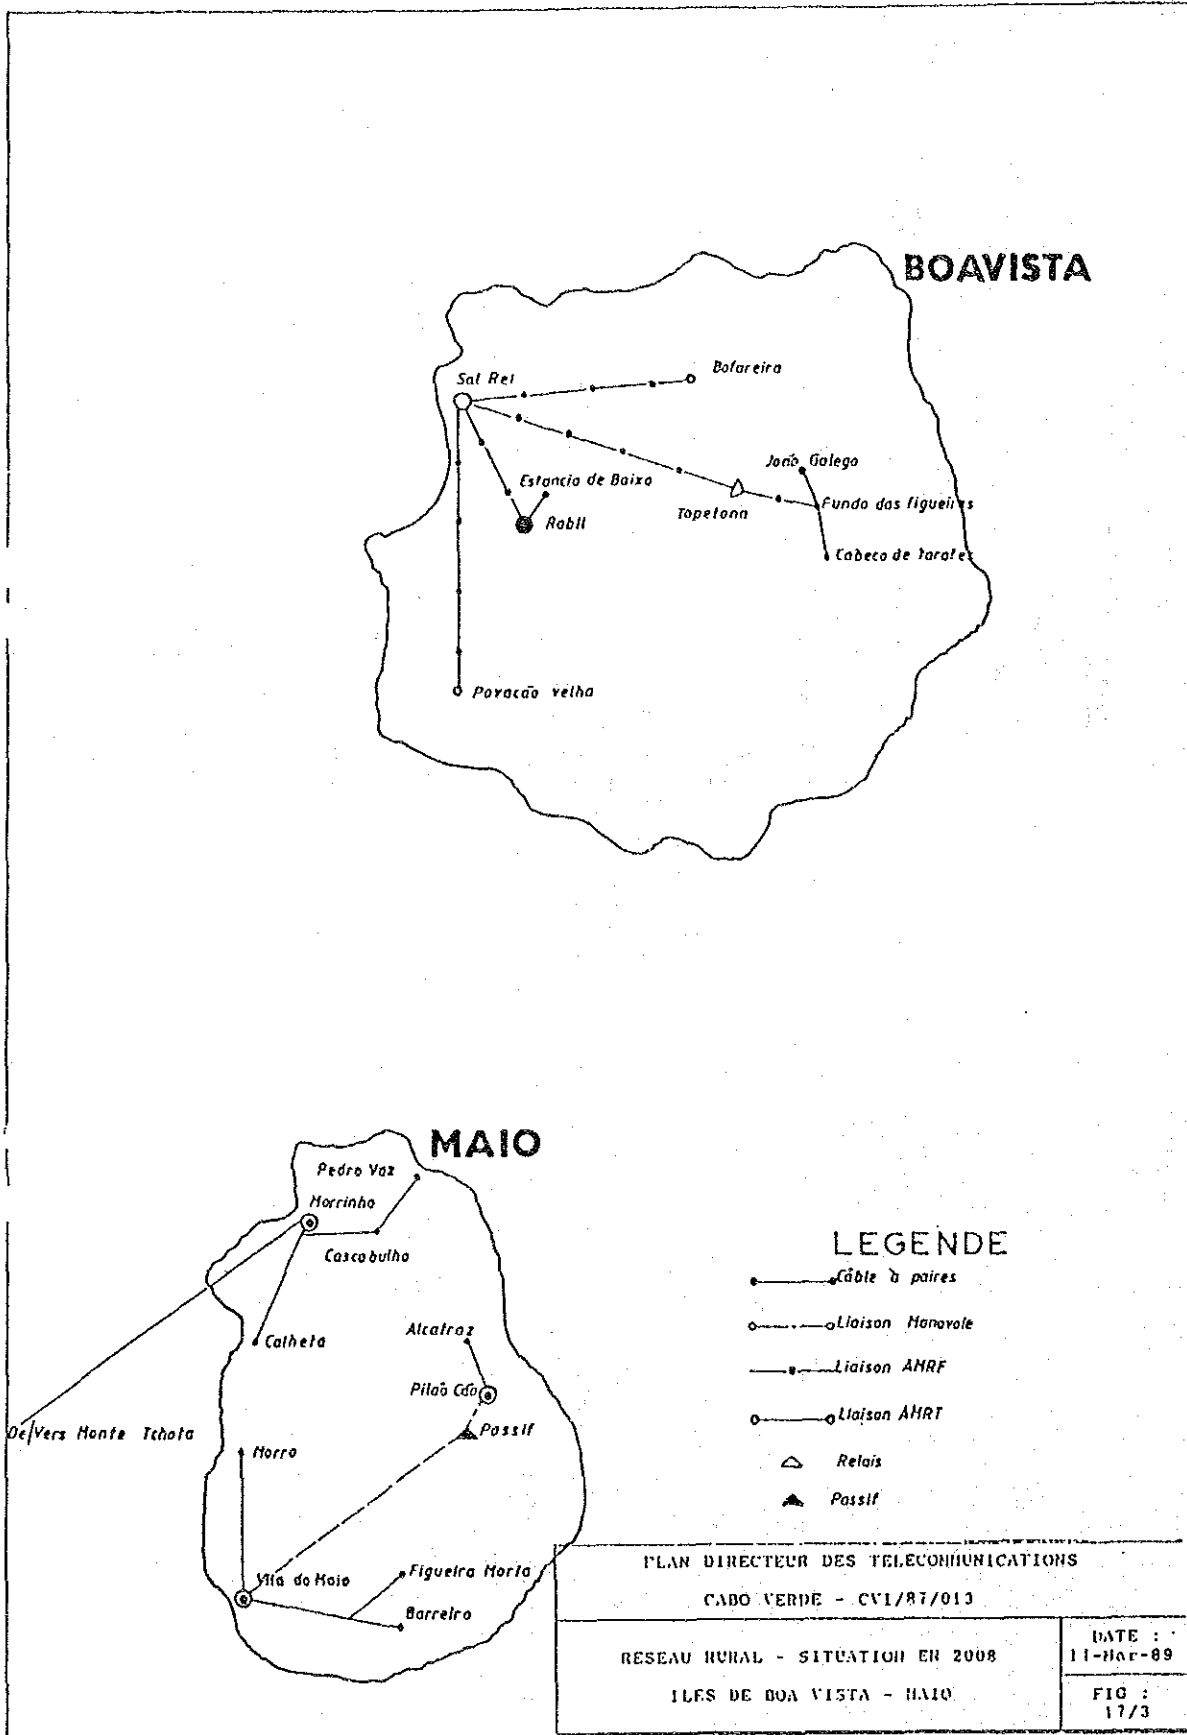 BOAVISTA
Bofareira
Sal Rei
João Galego
Estancia de Baixo
Fundo das figueiras
Topetona
Rabil
Cabeco de Tarafes
Povacão velha
MAIO
Pedro Vaz
Morrinho
Cascabulho
Calheta
Alcatraz
Pilaõ Cão
Passif
De/Vers Monte Tchota
Morro
Vila do Maio
Figueira Horta
Barreiro
LEGENDE
Câble à paires
Liaison Monovole
Liaison AMRF
Liaison AMRT
Relais
Passif
PLAN DIRECTEUR DES TELECOMMUNICATIONS
CABO VERDE - CVI/87/013
RESEAU RURAL - SITUATION EN 2008
ILES DE BOA VISTA - MAIO
DATE :
11-Mar-89
FIG :
17/3